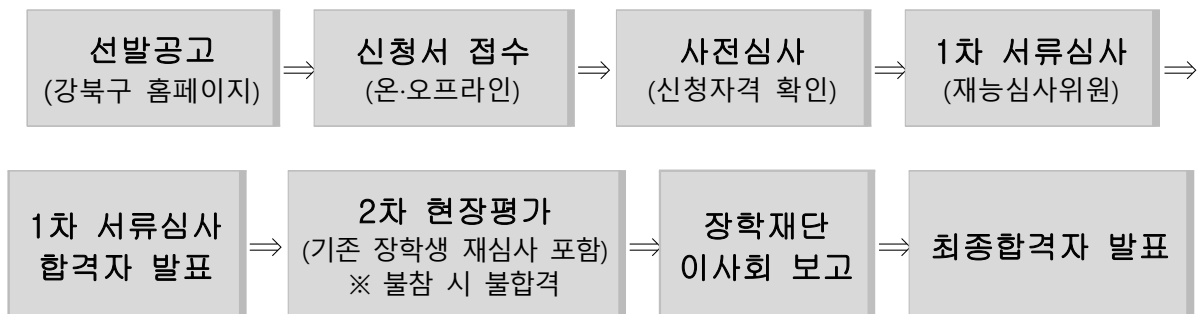 선발공고
(강북구 홈페이지)
⇒
신청서 접수
(온·오프라인)
⇒
사전심사
(신청자격 확인)
⇒
1차 서류심사
(재능심사위원)
⇒
1차 서류심사
합격자 발표
⇒
2차 현장평가
(기존 장학생 재심사 포함)
※ 불참 시 불합격
⇒
장학재단
이사회 보고
⇒
최종합격자 발표